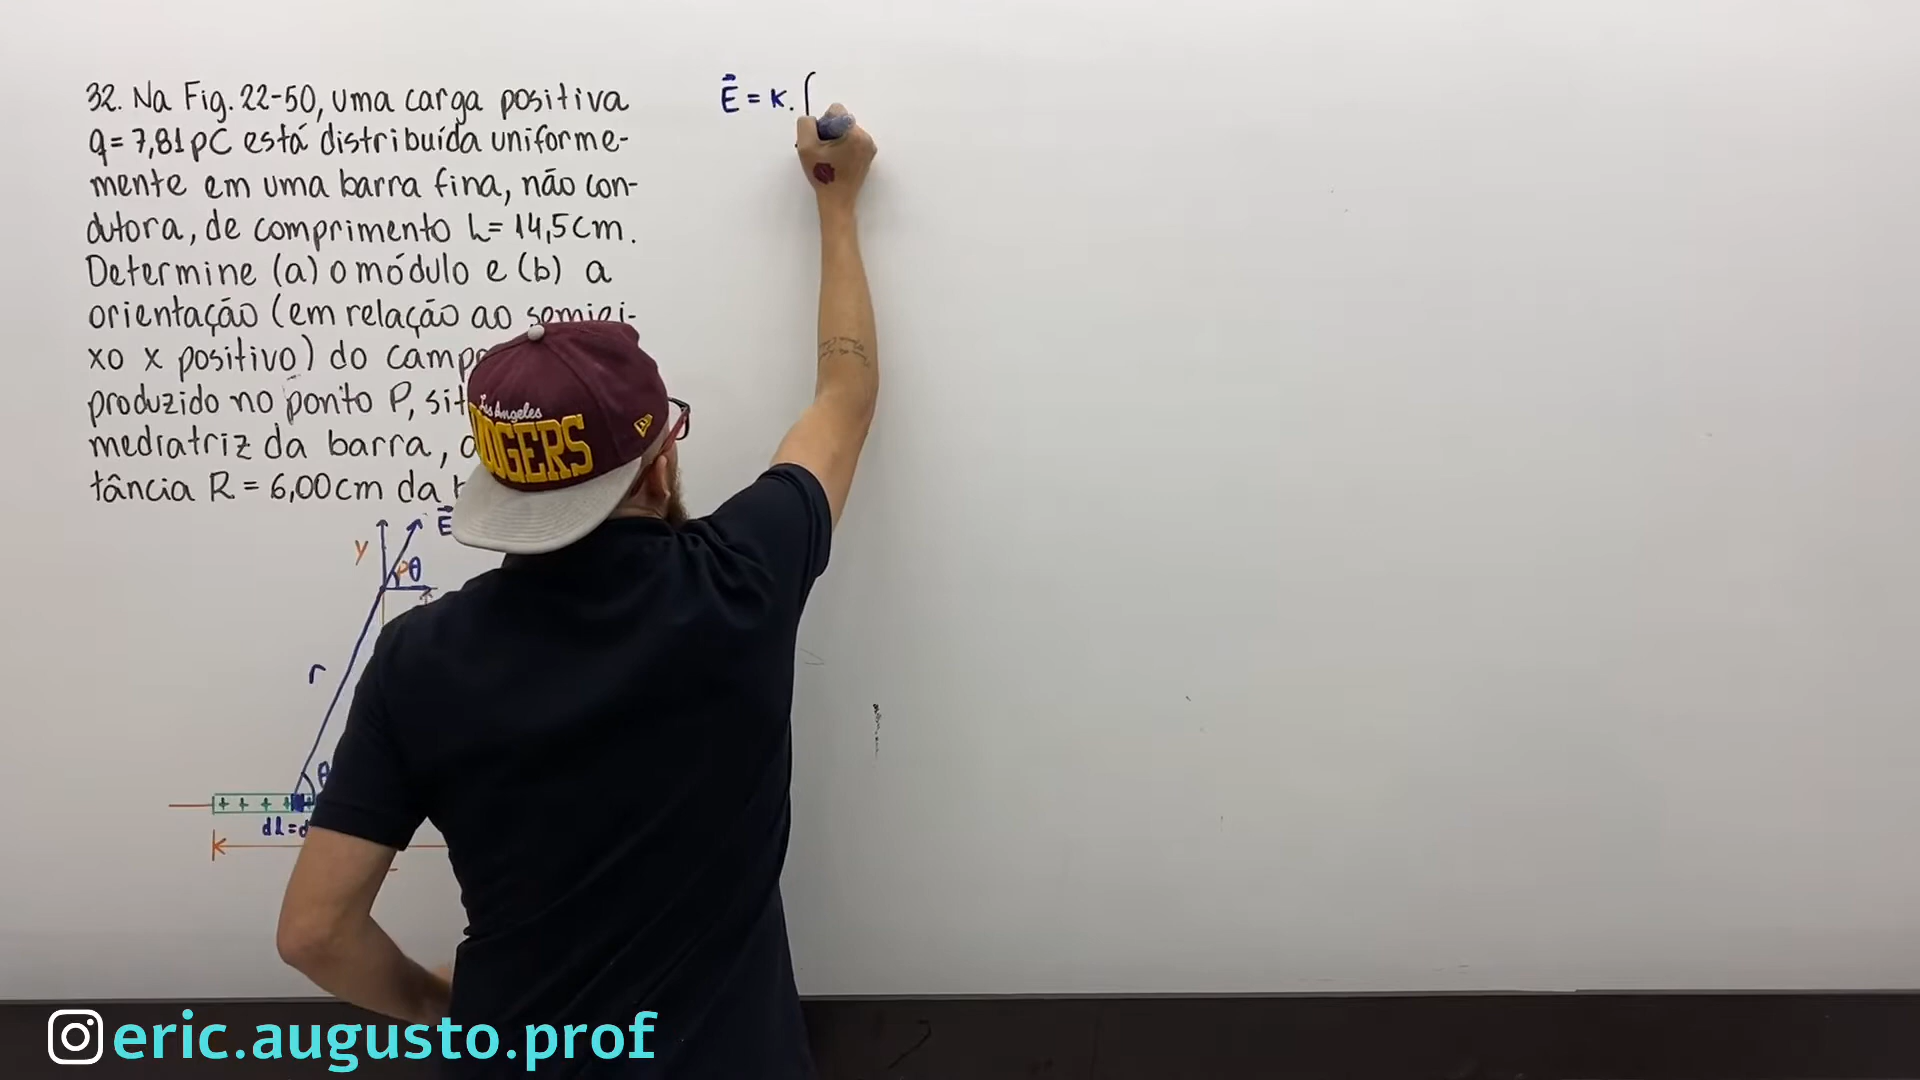 32. Na Fig. 22-50, uma carga positiva
q = 7,81 pC está distribuída uniforme-
mente em uma barra fina, não con-
dutora, de comprimento L = 14,5 cm.
Determine (a) o módulo e (b) a
orientação (em relação ao semiei-
xo x positivo) do
produzido no ponto P,
mediatriz da barra,
tância R = 6,00 cm da
E = K. ∫
E
y
P θ
r
θ
+ + + + +
dl =
Los Angeles
DODGERS
eric.augusto.prof